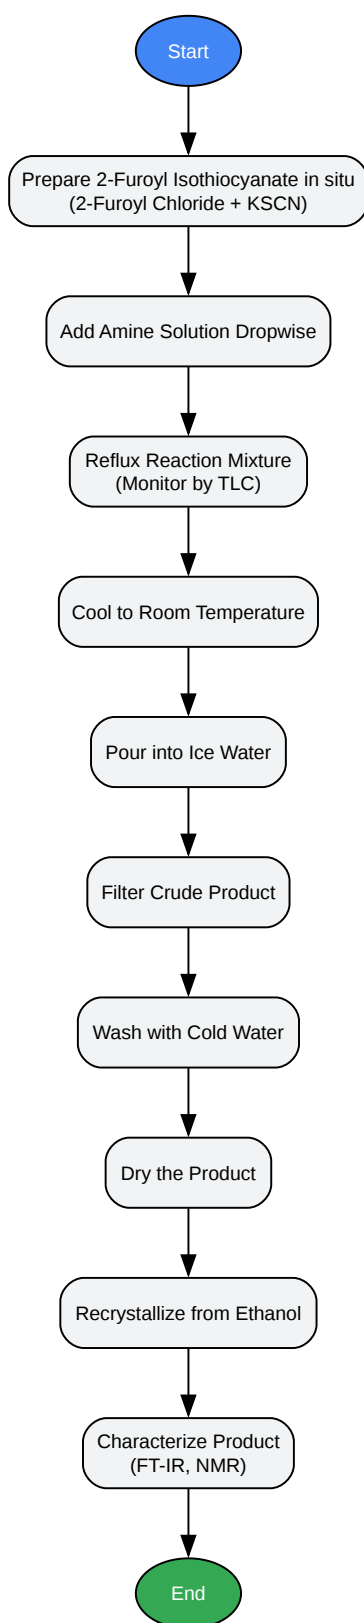 Start
Prepare 2-Furoyl Isothiocyanate in situ
(2-Furoyl Chloride + KSCN)
Add Amine Solution Dropwise
Reflux Reaction Mixture
(Monitor by TLC)
Cool to Room Temperature
Pour into Ice Water
Filter Crude Product
Wash with Cold Water
Dry the Product
Recrystallize from Ethanol
Characterize Product
(FT-IR, NMR)
End